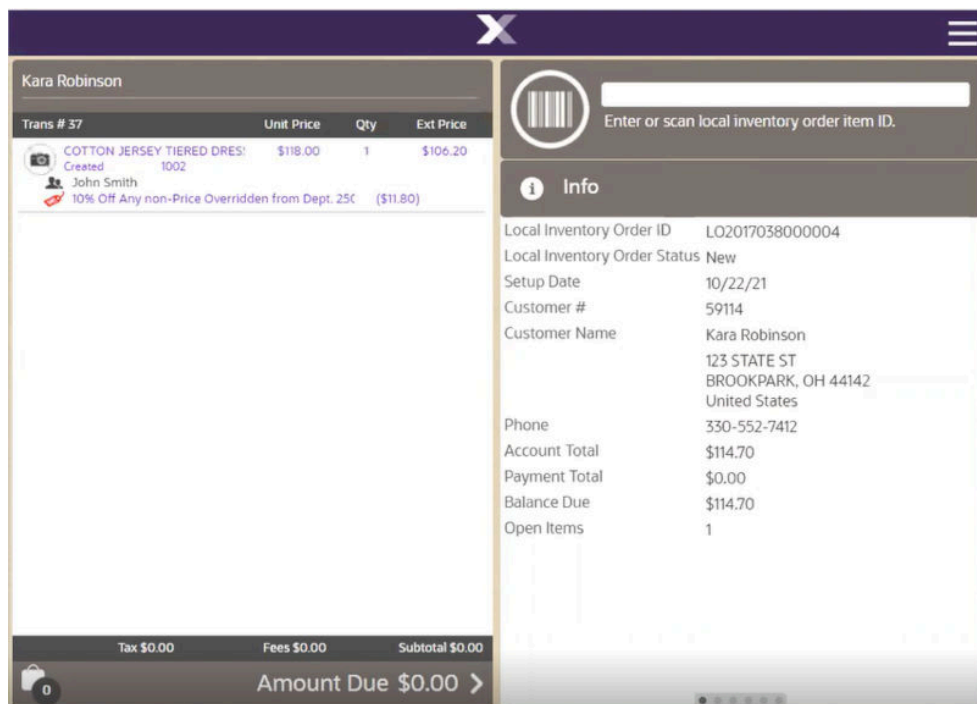 Kara Robinson
Trans # 37 Unit Price Qty Ext Price
COTTON JERSEY TIERED DRES: $118.00 1 $106.20
Created 1002
John Smith
10% Off Any non-Price Overridden from Dept. 250 ($11.80)
Tax $0.00 Fees $0.00 Subtotal $0.00
0 Amount Due $0.00
Enter or scan local inventory order item ID.
Info
Local Inventory Order ID LO2017038000004
Local Inventory Order Status New
Setup Date 10/22/21
Customer # 59114
Customer Name Kara Robinson
123 STATE ST
BROOKPARK, OH 44142
United States
Phone 330-552-7412
Account Total $114.70
Payment Total $0.00
Balance Due $114.70
Open Items 1